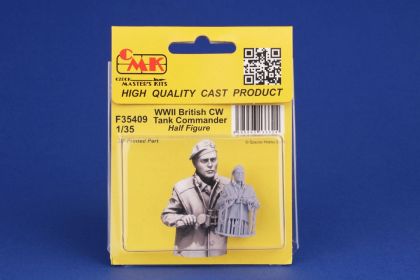 CMK
CZECH
MASTER'S KITS
HIGH QUALITY CAST PRODUCT
F35409
1/35
WWII British CW
Tank Commander
Half Figure
3D Printed Part
© Special Hobby